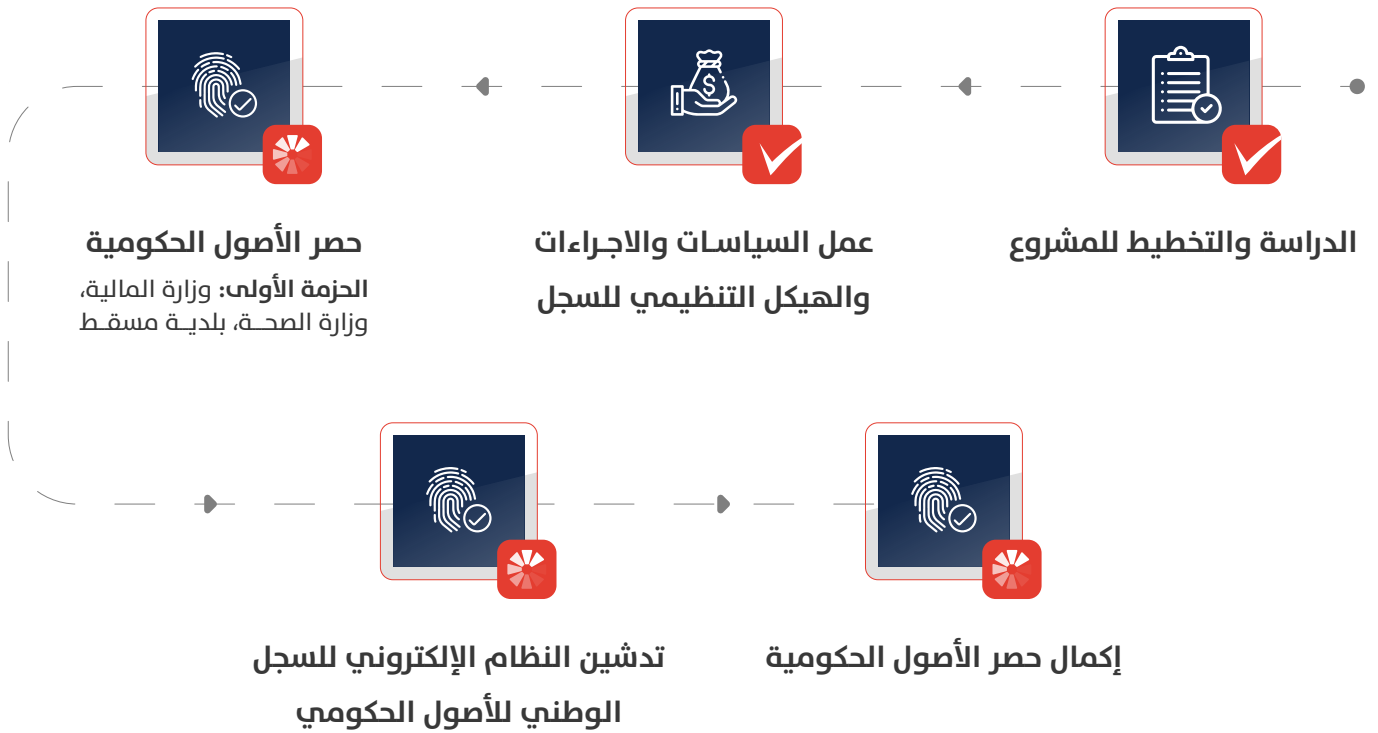 الدراسة والتخطيط للمشروع
عمل السياسات والاجراءات
والهيكل التنظيمي للسجل
حصر الأصول الحكومية
الحزمة الأولى: وزارة المالية،
وزارة الصحة، بلدية مسقط
تدشين النظام الإلكتروني للسجل
الوطني للأصول الحكومي
إكمال حصر الأصول الحكومية